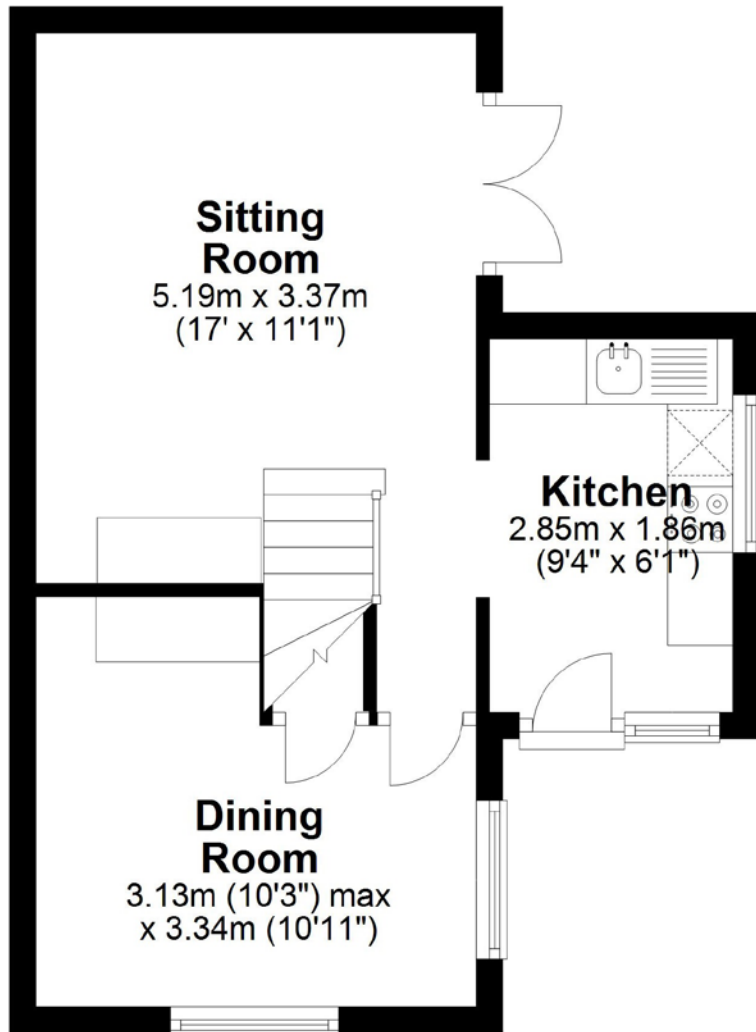 Sitting
Room
5.19m x 3.37m
(17' x 11'1")
Kitchen
2.85m x 1.86m
(9'4" x 6'1")
Dining
Room
3.13m (10'3") max
x 3.34m (10'11")